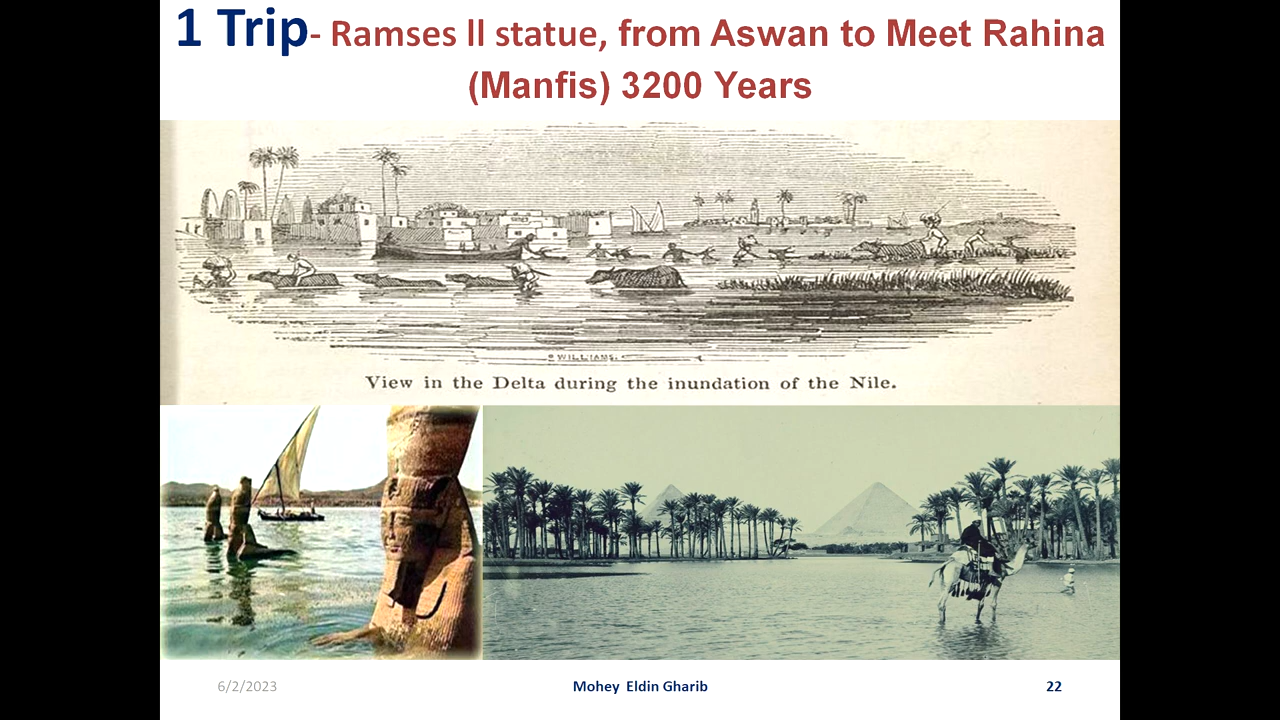 1 Trip- Ramses ll statue, from Aswan to Meet Rahina
(Manfis) 3200 Years
WILLIAMS.
View in the Delta during the inundation of the Nile.
6/2/2023
Mohey Eldin Gharib
22